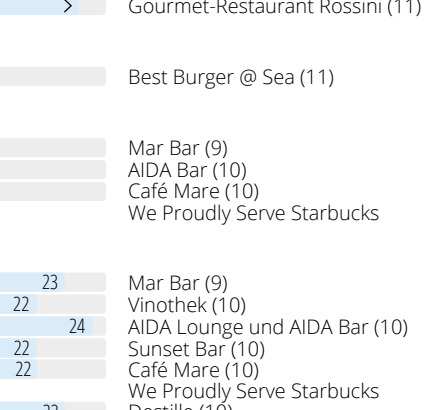 > Gourmet-Restaurant Rossini (11)
Best Burger @ Sea (11)
Mar Bar (9)
AIDA Bar (10)
Café Mare (10)
We Proudly Serve Starbucks
23 Mar Bar (9)
22 Vinothek (10)
24 AIDA Lounge und AIDA Bar (10)
22 Sunset Bar (10)
22 Café Mare (10)
We Proudly Serve Starbucks
Destille (10)